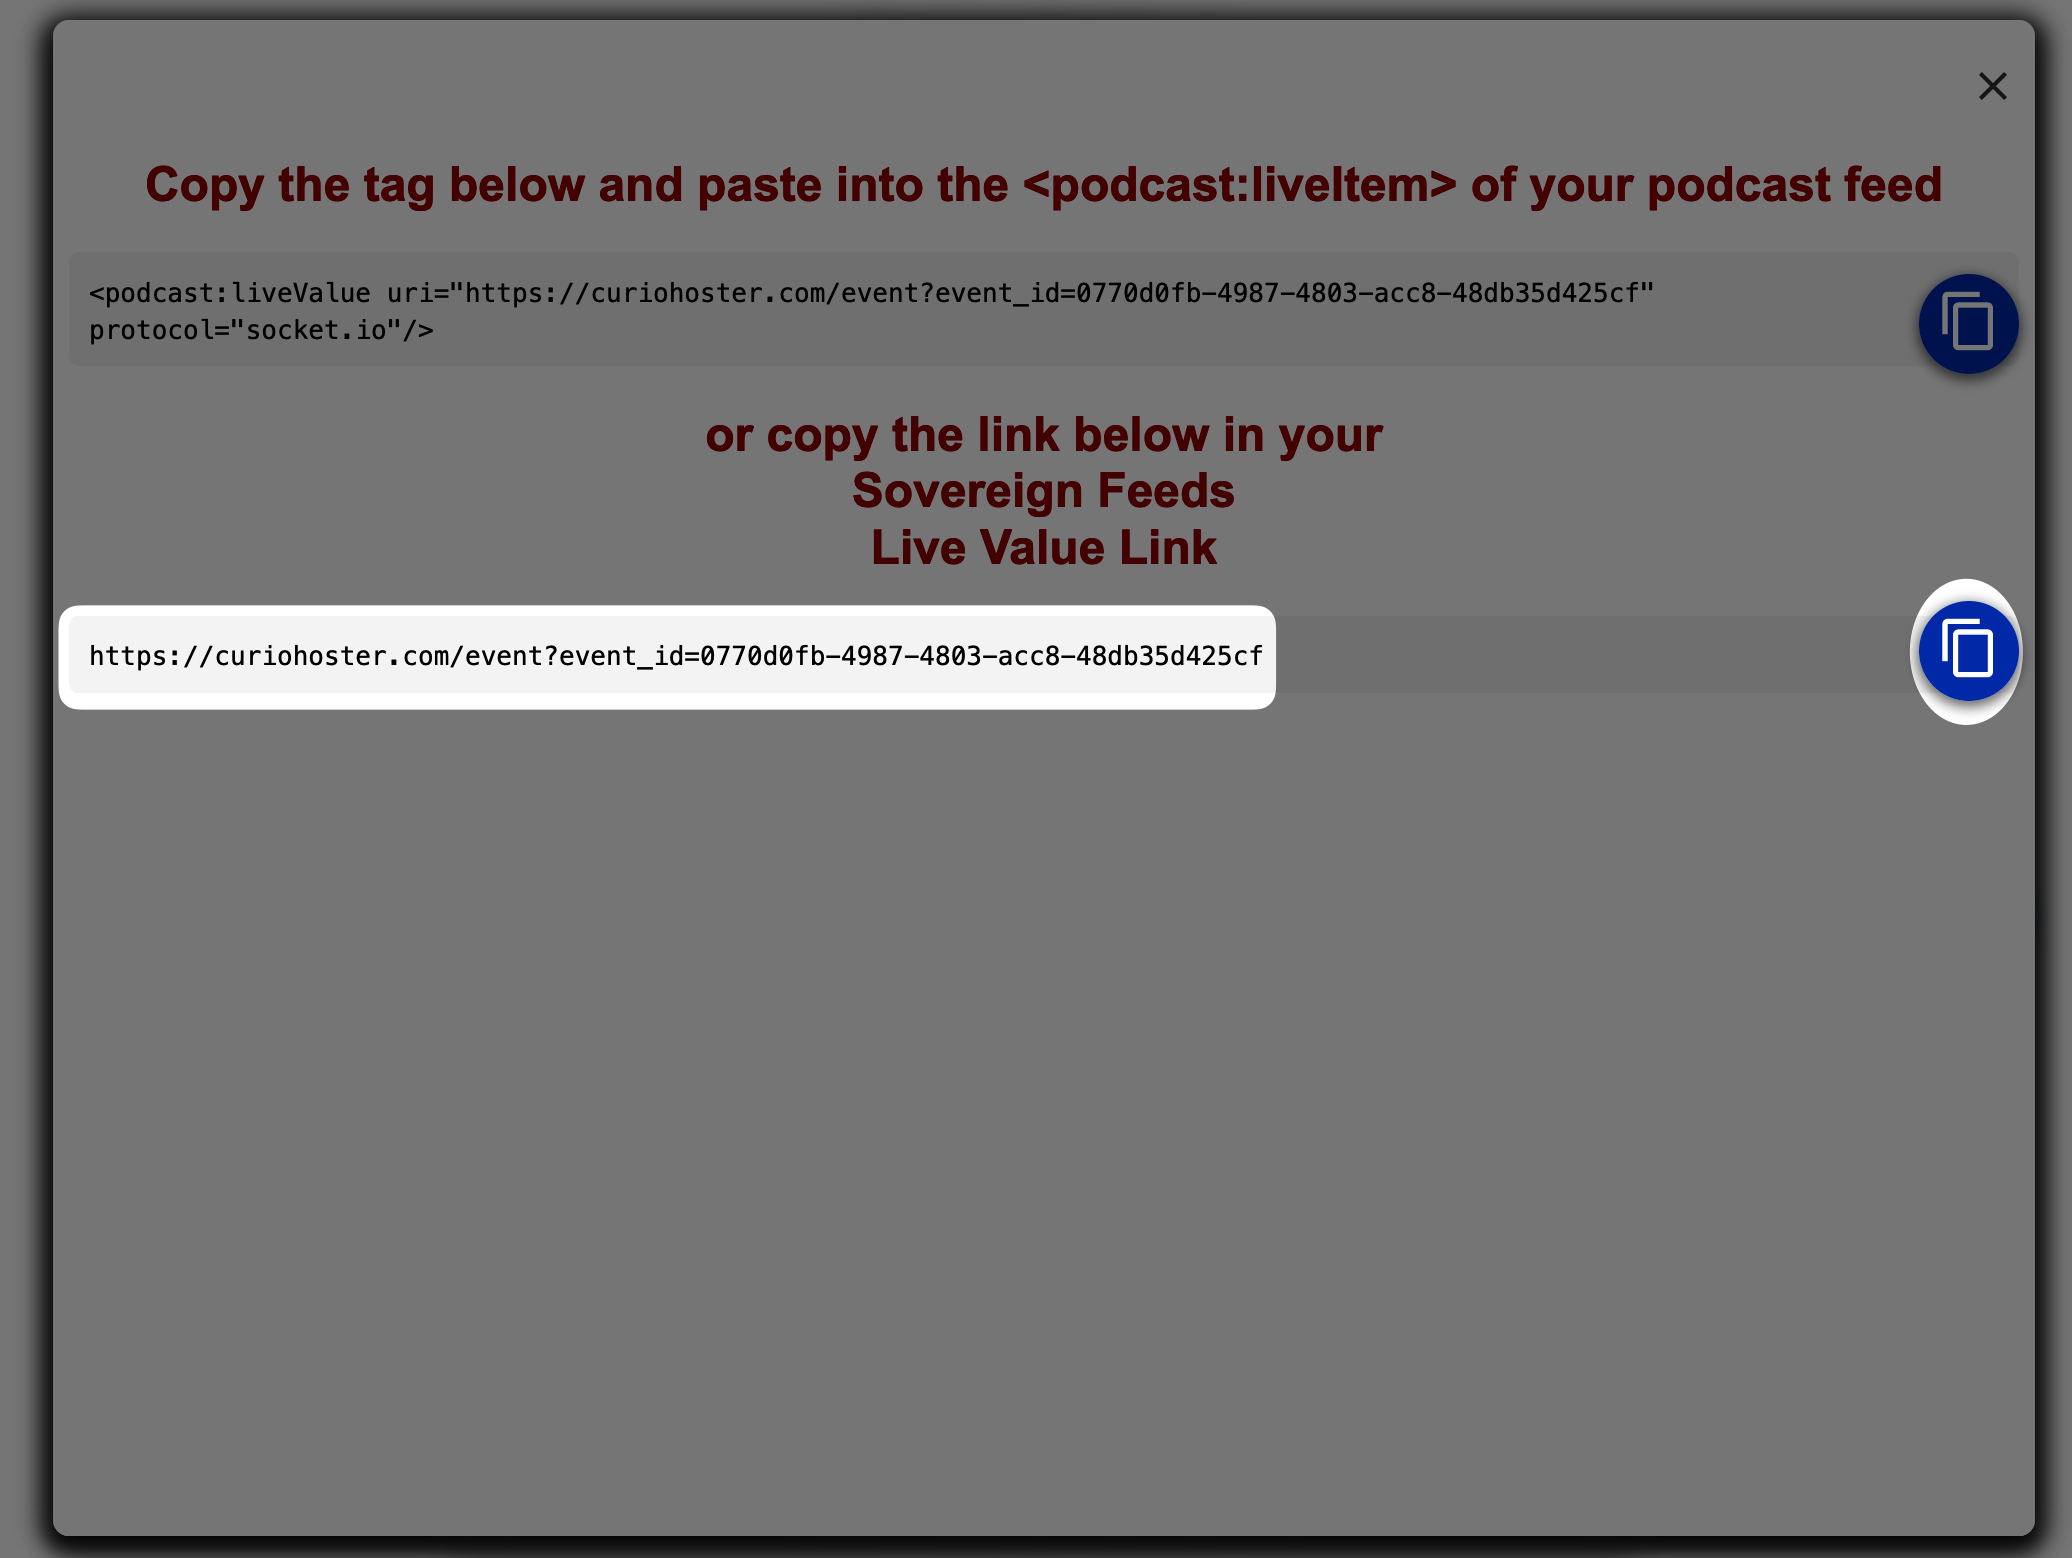 Copy the tag below and paste into the <podcast:liveItem> of your podcast feed
<podcast:liveValue uri="https://curiohoster.com/event?event_id=0770d0fb-4987-4803-acc8-48db35d425cf"
protocol="socket.io"/>
or copy the link below in your
Sovereign Feeds
Live Value Link
https://curiohoster.com/event?event_id=0770d0fb-4987-4803-acc8-48db35d425cf